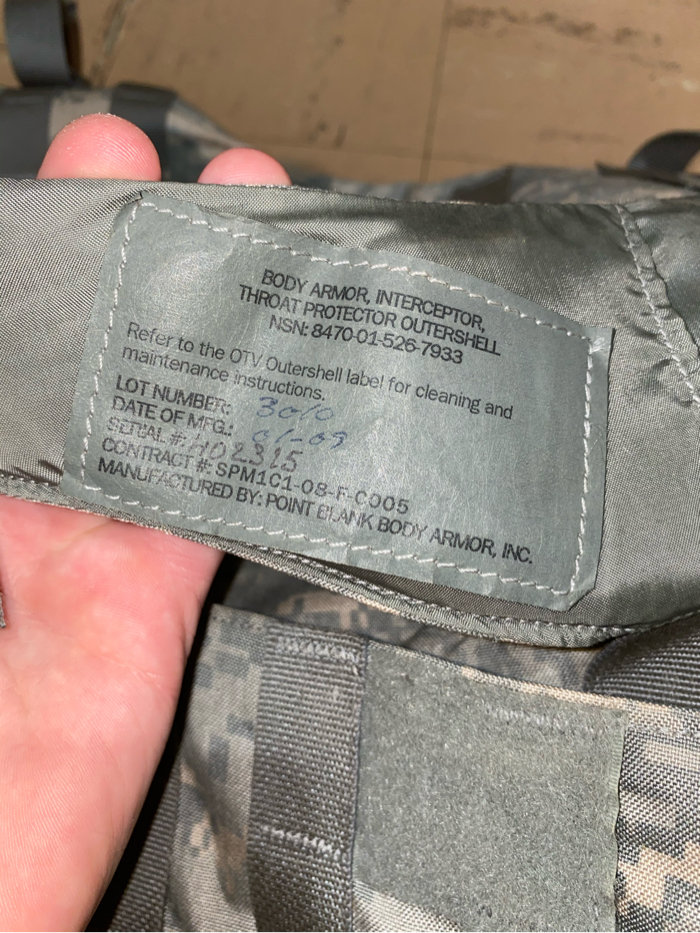 BODY ARMOR, INTERCEPTOR,
THROAT PROTECTOR OUTERSHELL
NSN: 8470-01-526-7933
Refer to the OTV Outershell label for cleaning and
maintenance instructions.
LOT NUMBER: 3010
DATE OF MFG.: 01-09
SERIAL #: H02315
CONTRACT #: SPM1C1-08-F-C005
MANUFACTURED BY: POINT BLANK BODY ARMOR, INC.